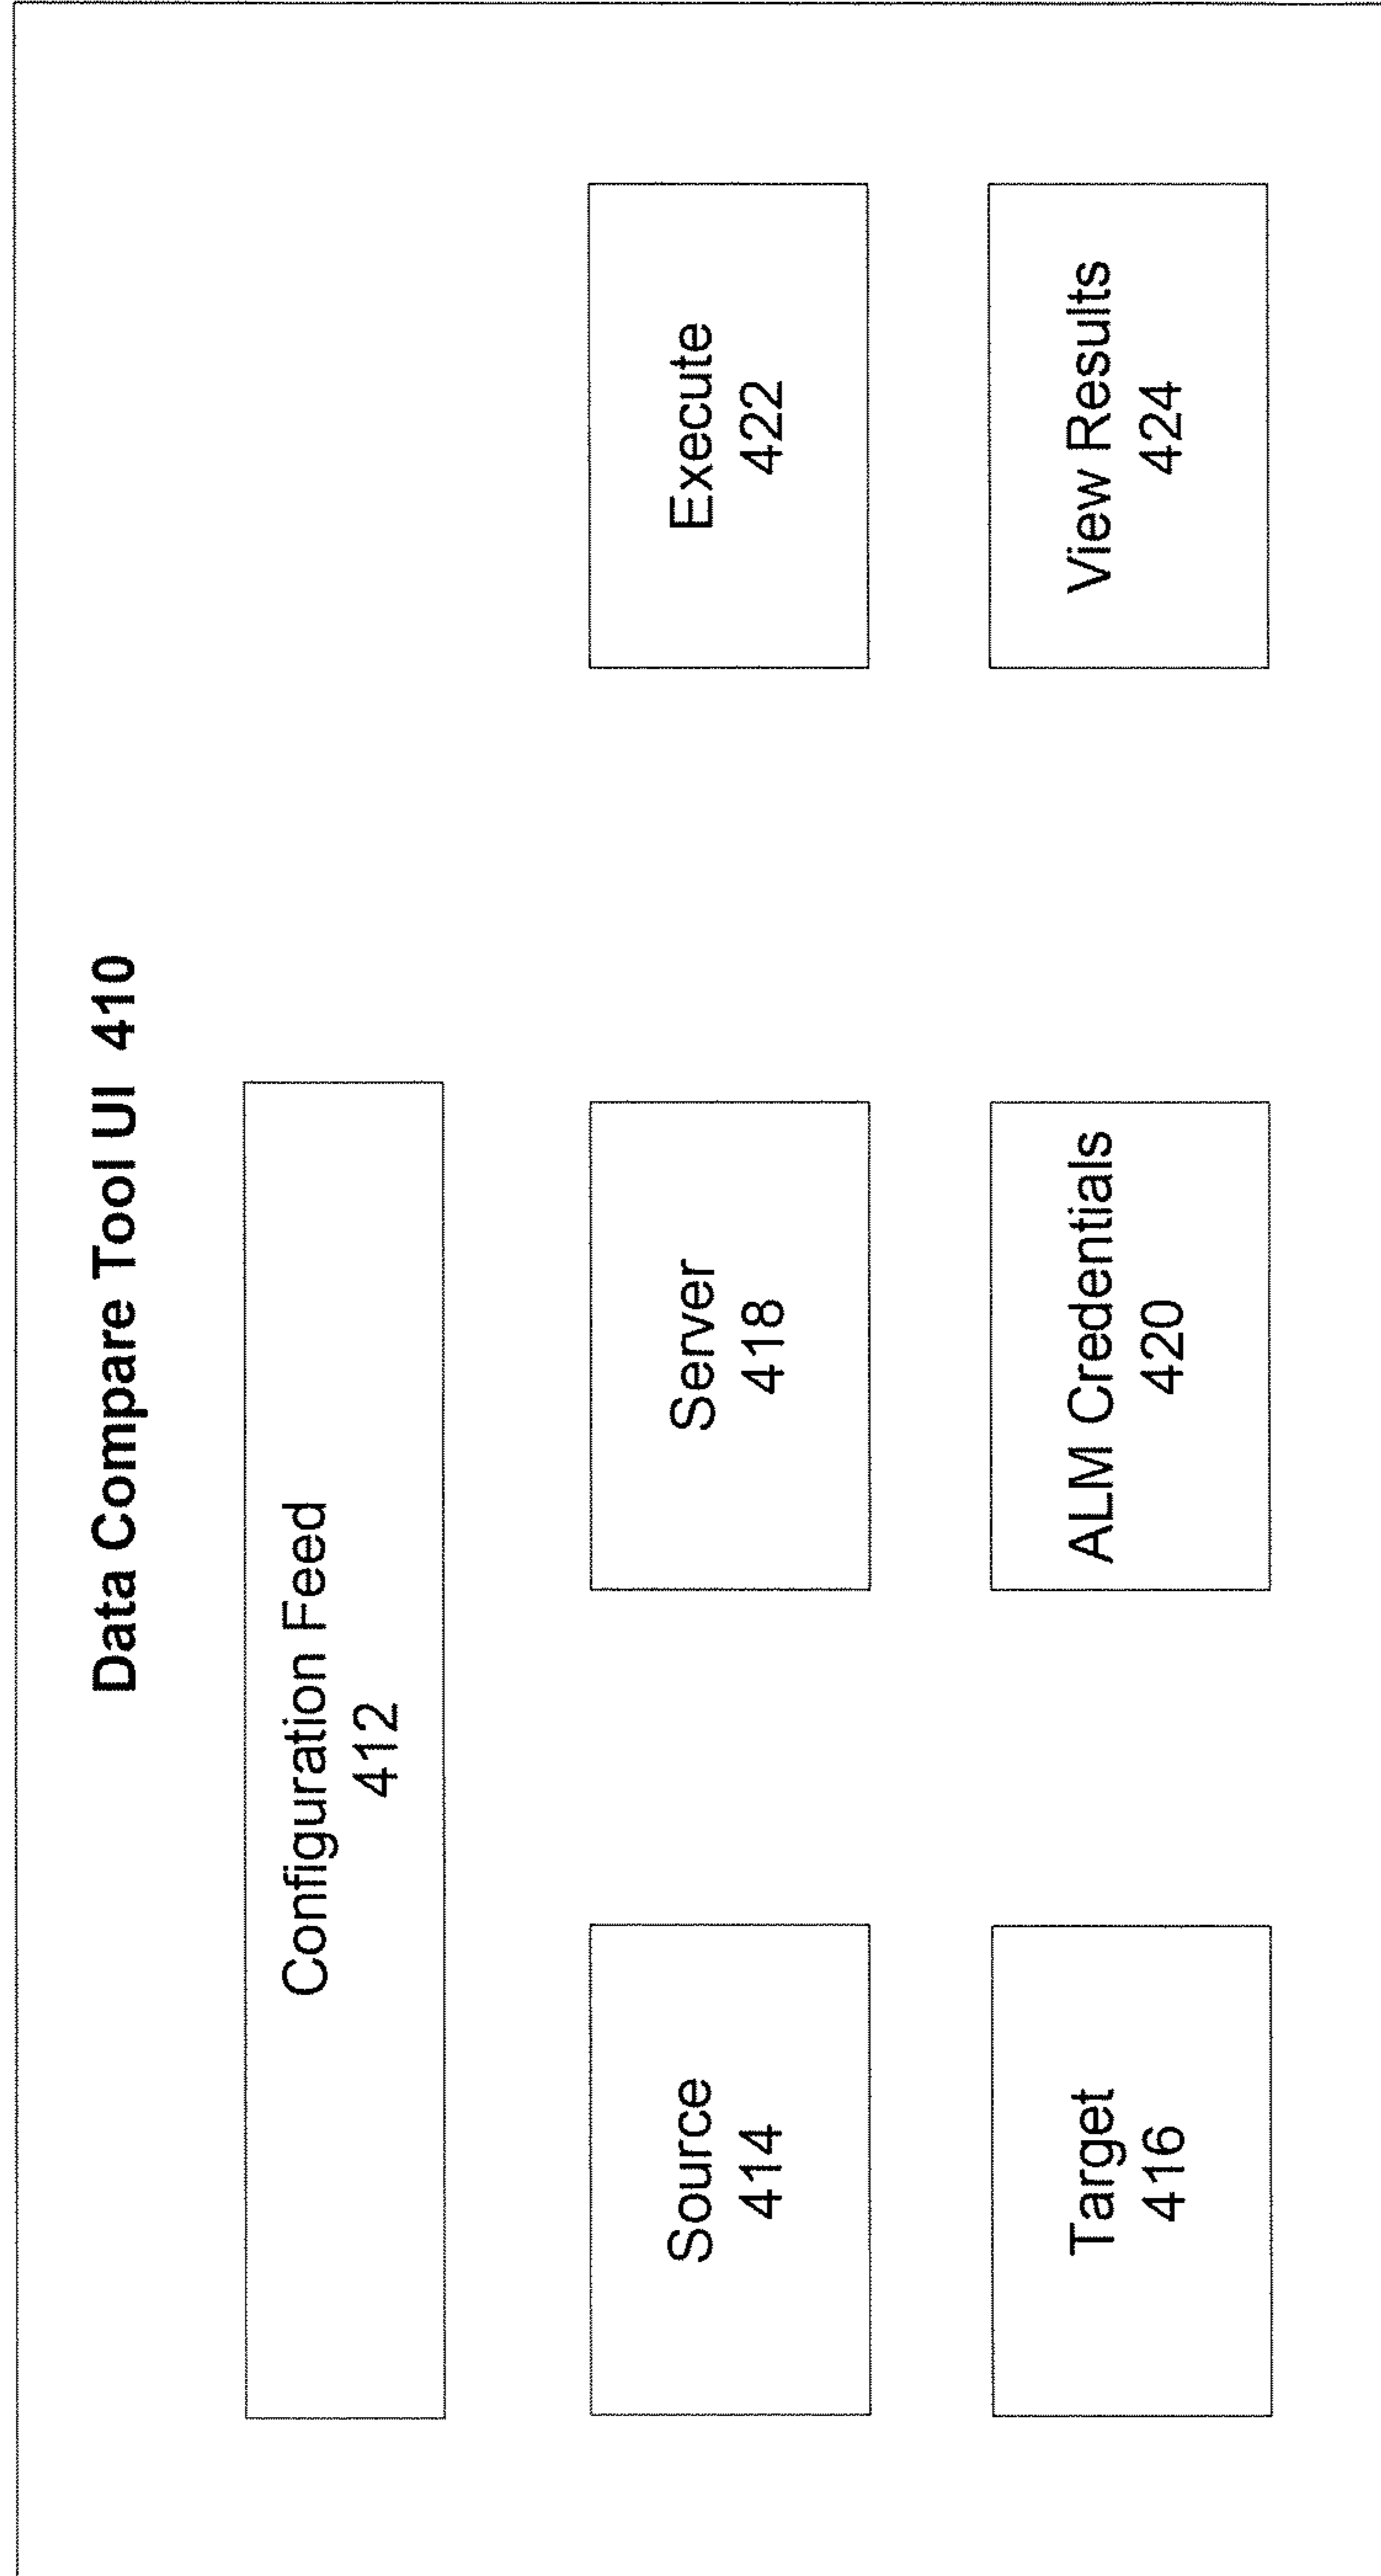 Data Compare Tool UI 410
Configuration Feed
412
Source
414
Server
418
Execute
422
Target
416
ALM Credentials
420
View Results
424